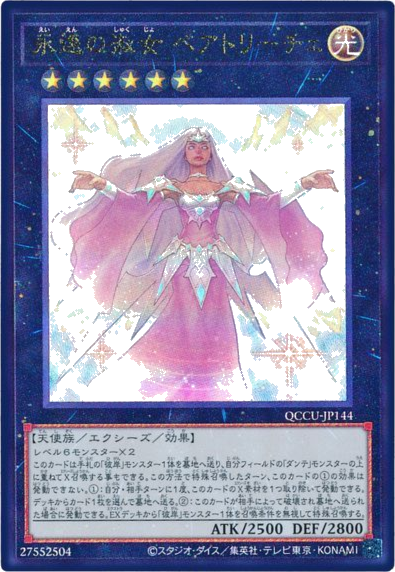 永遠の淑女 ベアトリーチェ
光
QCCU-JP144
【天使族/エクシーズ/効果】
レベル6モンスター×2
このカードは手札の「彼岸」モンスター1体を墓地へ送り、自分フィールドの「ダンテ」モンスターの上
に重ねてX召喚する事もできる。この方法で特殊召喚したターン、このカードの①の効果は
発動できない。①:自分・相手ターンに1度、このカードのX素材を1つ取り除いて発動できる。
デッキからカード1枚を選んで墓地へ送る。②:このカードが相手によって破壊され墓地へ送られ
た場合に発動できる。EXデッキから「彼岸」モンスター1体を召喚条件を無視して特殊召喚する。
ATK/2500 DEF/2800
27552504 ©スタジオ・ダイス/集英社・テレビ東京・KONAMI